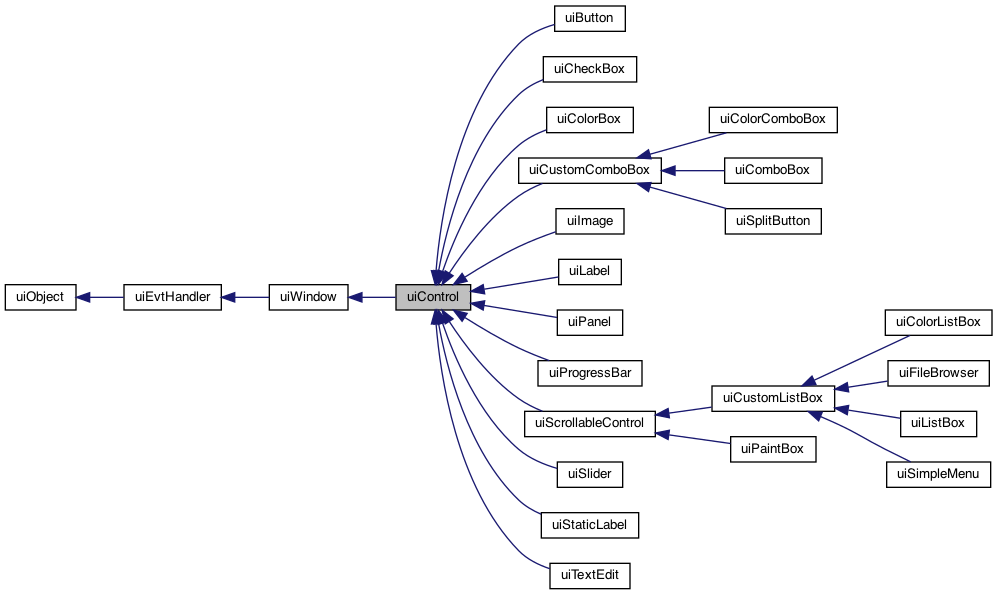 uiButton
uiCheckBox
uiColorBox
uiColorComboBox
uiCustomComboBox
uiComboBox
uiSplitButton
uiImage
uiLabel
uiObject
uiEvtHandler
uiWindow
uiControl
uiPanel
uiColorListBox
uiProgressBar
uiFileBrowser
uiCustomListBox
uiScrollableControl
uiListBox
uiPaintBox
uiSlider
uiSimpleMenu
uiStaticLabel
uiTextEdit